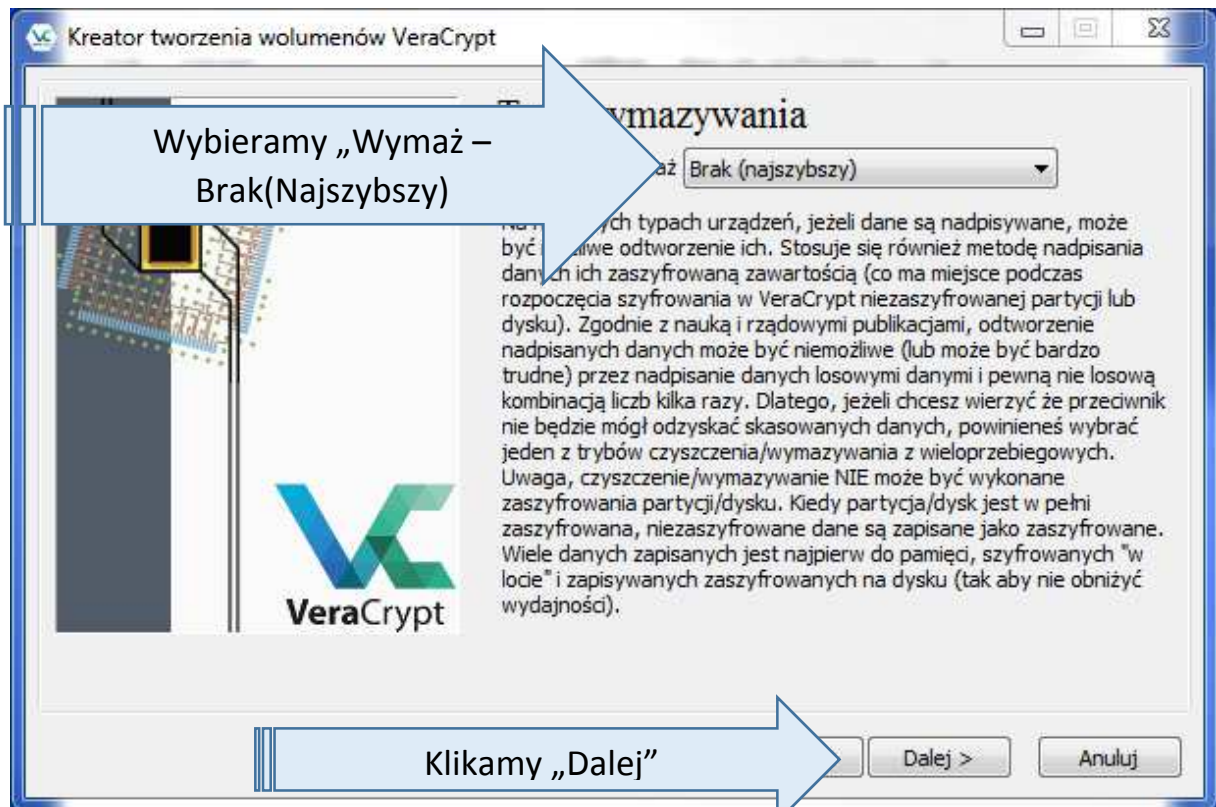 Kreator tworzenia wolumenów VeraCrypt
ymazywania
Wybieramy „Wymaż –
Brak(Najszybszy)
aż Brak (najszybszy)
ych typach urządzeń, jeżeli dane są nadpisywane, może
być iwe odtworzenie ich. Stosuje się również metodę nadpisania
danych ich zaszyfrowaną zawartością (co ma miejsce podczas
rozpoczęcia szyfrowania w VeraCrypt niezaszyfrowanej partycji lub
dysku). Zgodnie z nauką i rządowymi publikacjami, odtworzenie
nadpisanych danych może być niemożliwe (lub może być bardzo
trudne) przez nadpisanie danych losowymi danymi i pewną nie losową
kombinacją liczb kilka razy. Dlatego, jeżeli chcesz wierzyć że przeciwnik
nie będzie mógł odzyskać skasowanych danych, powinieneś wybrać
jeden z trybów czyszczenia/wymazywania z wieloprzebiegowych.
Uwaga, czyszczenie/wymazywanie NIE może być wykonane
zaszyfrowania partycji/dysku. Kiedy partycja/dysk jest w pełni
zaszyfrowana, niezaszyfrowane dane są zapisane jako zaszyfrowane.
Wiele danych zapisanych jest najpierw do pamięci, szyfrowanych "w
locie" i zapisywanych zaszyfrowanych na dysku (tak aby nie obniżyć
wydajności).
VeraCrypt
Klikamy „Dalej”
Dalej >
Anuluj